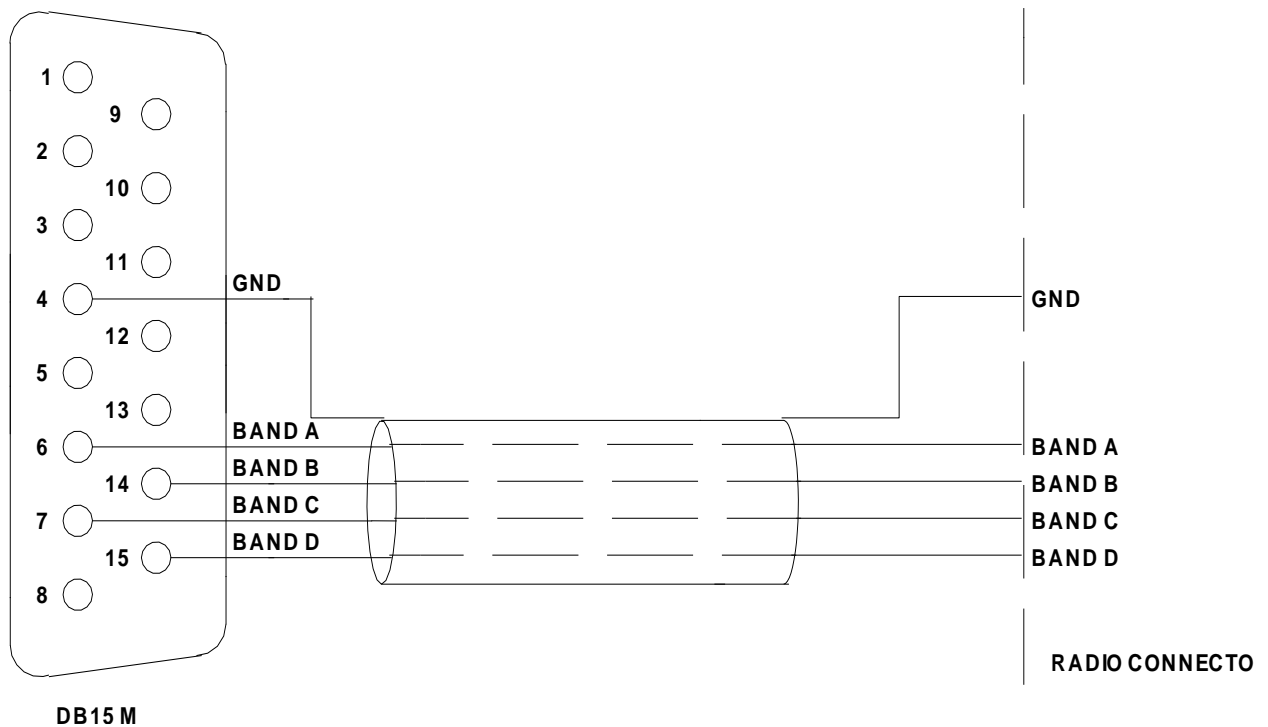 1
9
2
10
3
11
GND
4
GND
12
5
13
BAND A
6
BAND A
BAND B
14
BAND B
BAND C
7
BAND C
BAND D
15
BAND D
8
RADIO CONNECTO
DB15 M